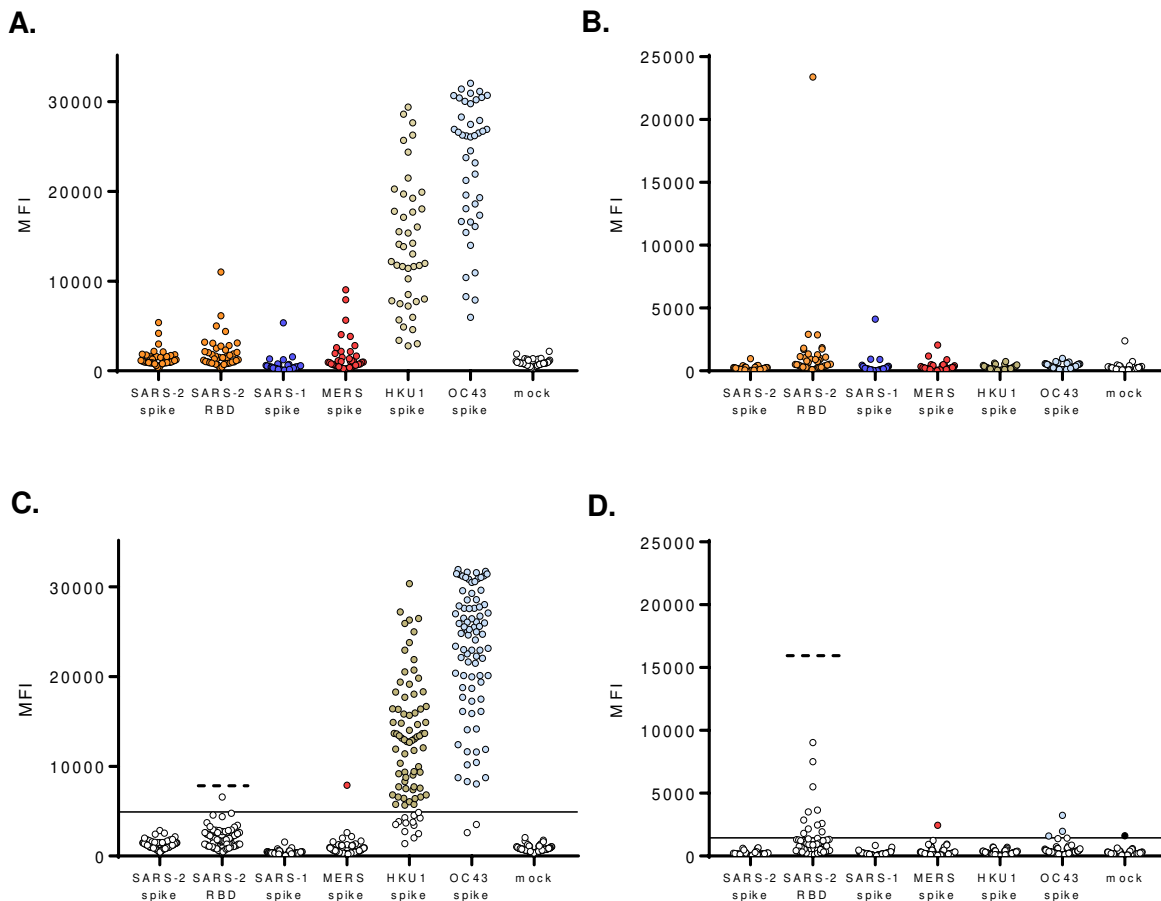 A.
B.
MFI
30000
20000
10000
0
SARS-2 spike
SARS-2 RBD
SARS-1 spike
MERS spike
HKU1 spike
OC43 spike
mock
MFI
25000
20000
15000
10000
5000
0
SARS-2 spike
SARS-2 RBD
SARS-1 spike
MERS spike
HKU1 spike
OC43 spike
mock
C.
D.
MFI
30000
20000
10000
0
SARS-2 spike
SARS-2 RBD
SARS-1 spike
MERS spike
HKU1 spike
OC43 spike
mock
MFI
25000
20000
15000
10000
5000
0
SARS-2 spike
SARS-2 RBD
SARS-1 spike
MERS spike
HKU1 spike
OC43 spike
mock